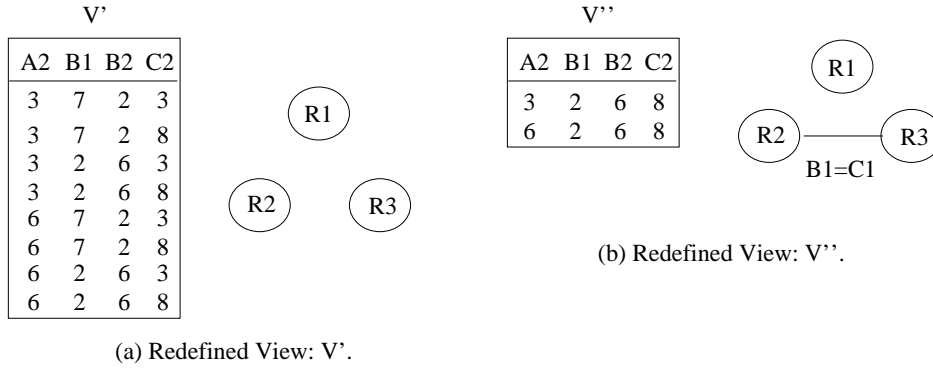 V'
A2 B1 B2 C2
3 7 2 3
3 7 2 8
3 2 6 3
3 2 6 8
6 7 2 3
6 7 2 8
6 2 6 3
6 2 6 8
R1
R2
R3
(a) Redefined View: V'.
V''
A2 B1 B2 C2
3 2 6 8
6 2 6 8
R1
R2
R3
B1=C1
(b) Redefined View: V''.